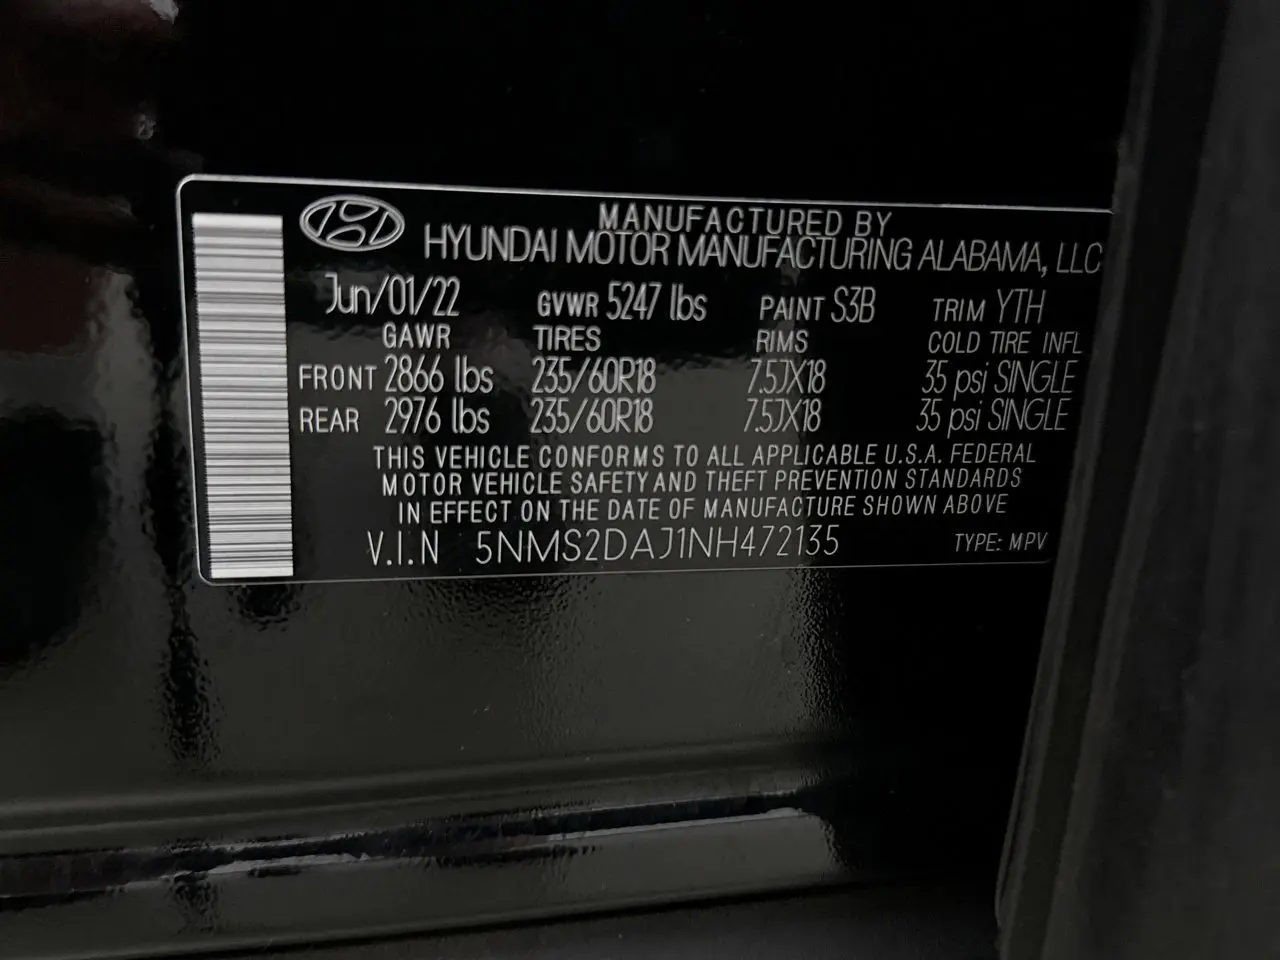 MANUFACTURED BY
HYUNDAI MOTOR MANUFACTURING ALABAMA, LLC
Jun/01/22 GVWR 5247 lbs PAINT S3B TRIM YTH
GAWR TIRES RIMS COLD TIRE INFL
FRONT 2866 lbs 235/60R18 7.5JX18 35 psi SINGLE
REAR 2976 lbs 235/60R18 7.5JX18 35 psi SINGLE
THIS VEHICLE CONFORMS TO ALL APPLICABLE U.S.A. FEDERAL
MOTOR VEHICLE SAFETY AND THEFT PREVENTION STANDARDS
IN EFFECT ON THE DATE OF MANUFACTURE SHOWN ABOVE
V.I.N 5NMS2DAJ1NH472135 TYPE: MPV